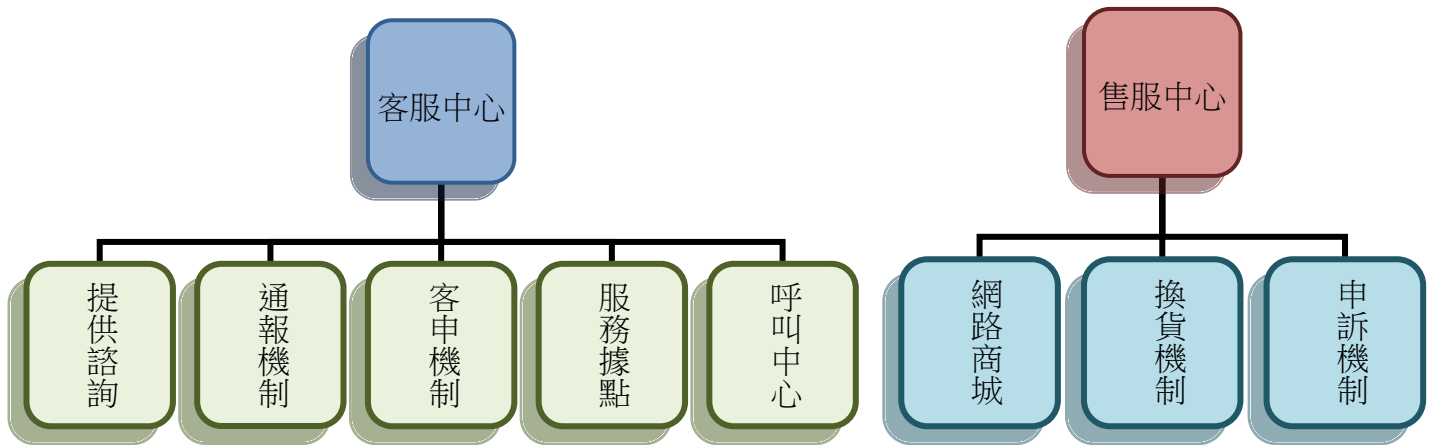 客服中心
售服中心
提供諮詢
通報機制
客申機制
服務據點
呼叫中心
網路商城
換貨機制
申訴機制